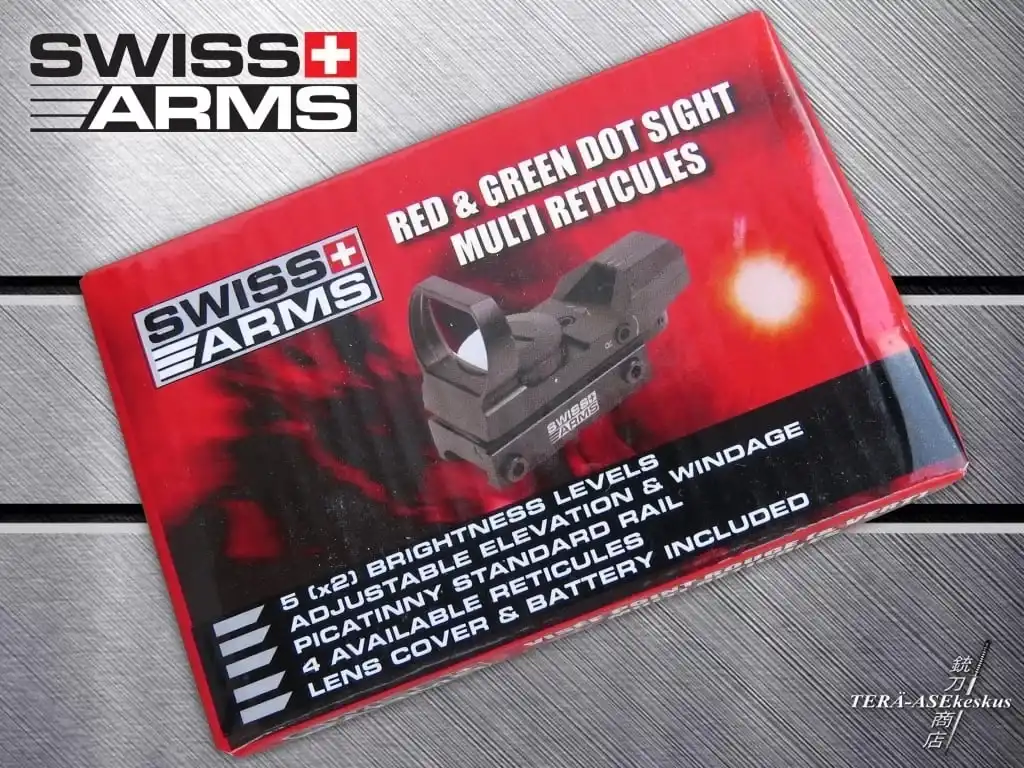 SWISS
ARMS
RED & GREEN DOT SIGHT
MULTI RETICULES
SWISS
ARMS
SWISS
ARMS
5 (x2) BRIGHTNESS LEVELS
ADJUSTABLE ELEVATION & WINDAGE
PICATINNY STANDARD RAIL
4 AVAILABLE RETICULES
LENS COVER & BATTERY INCLUDED
銃刀商店
TERÄ-ASEkeskus